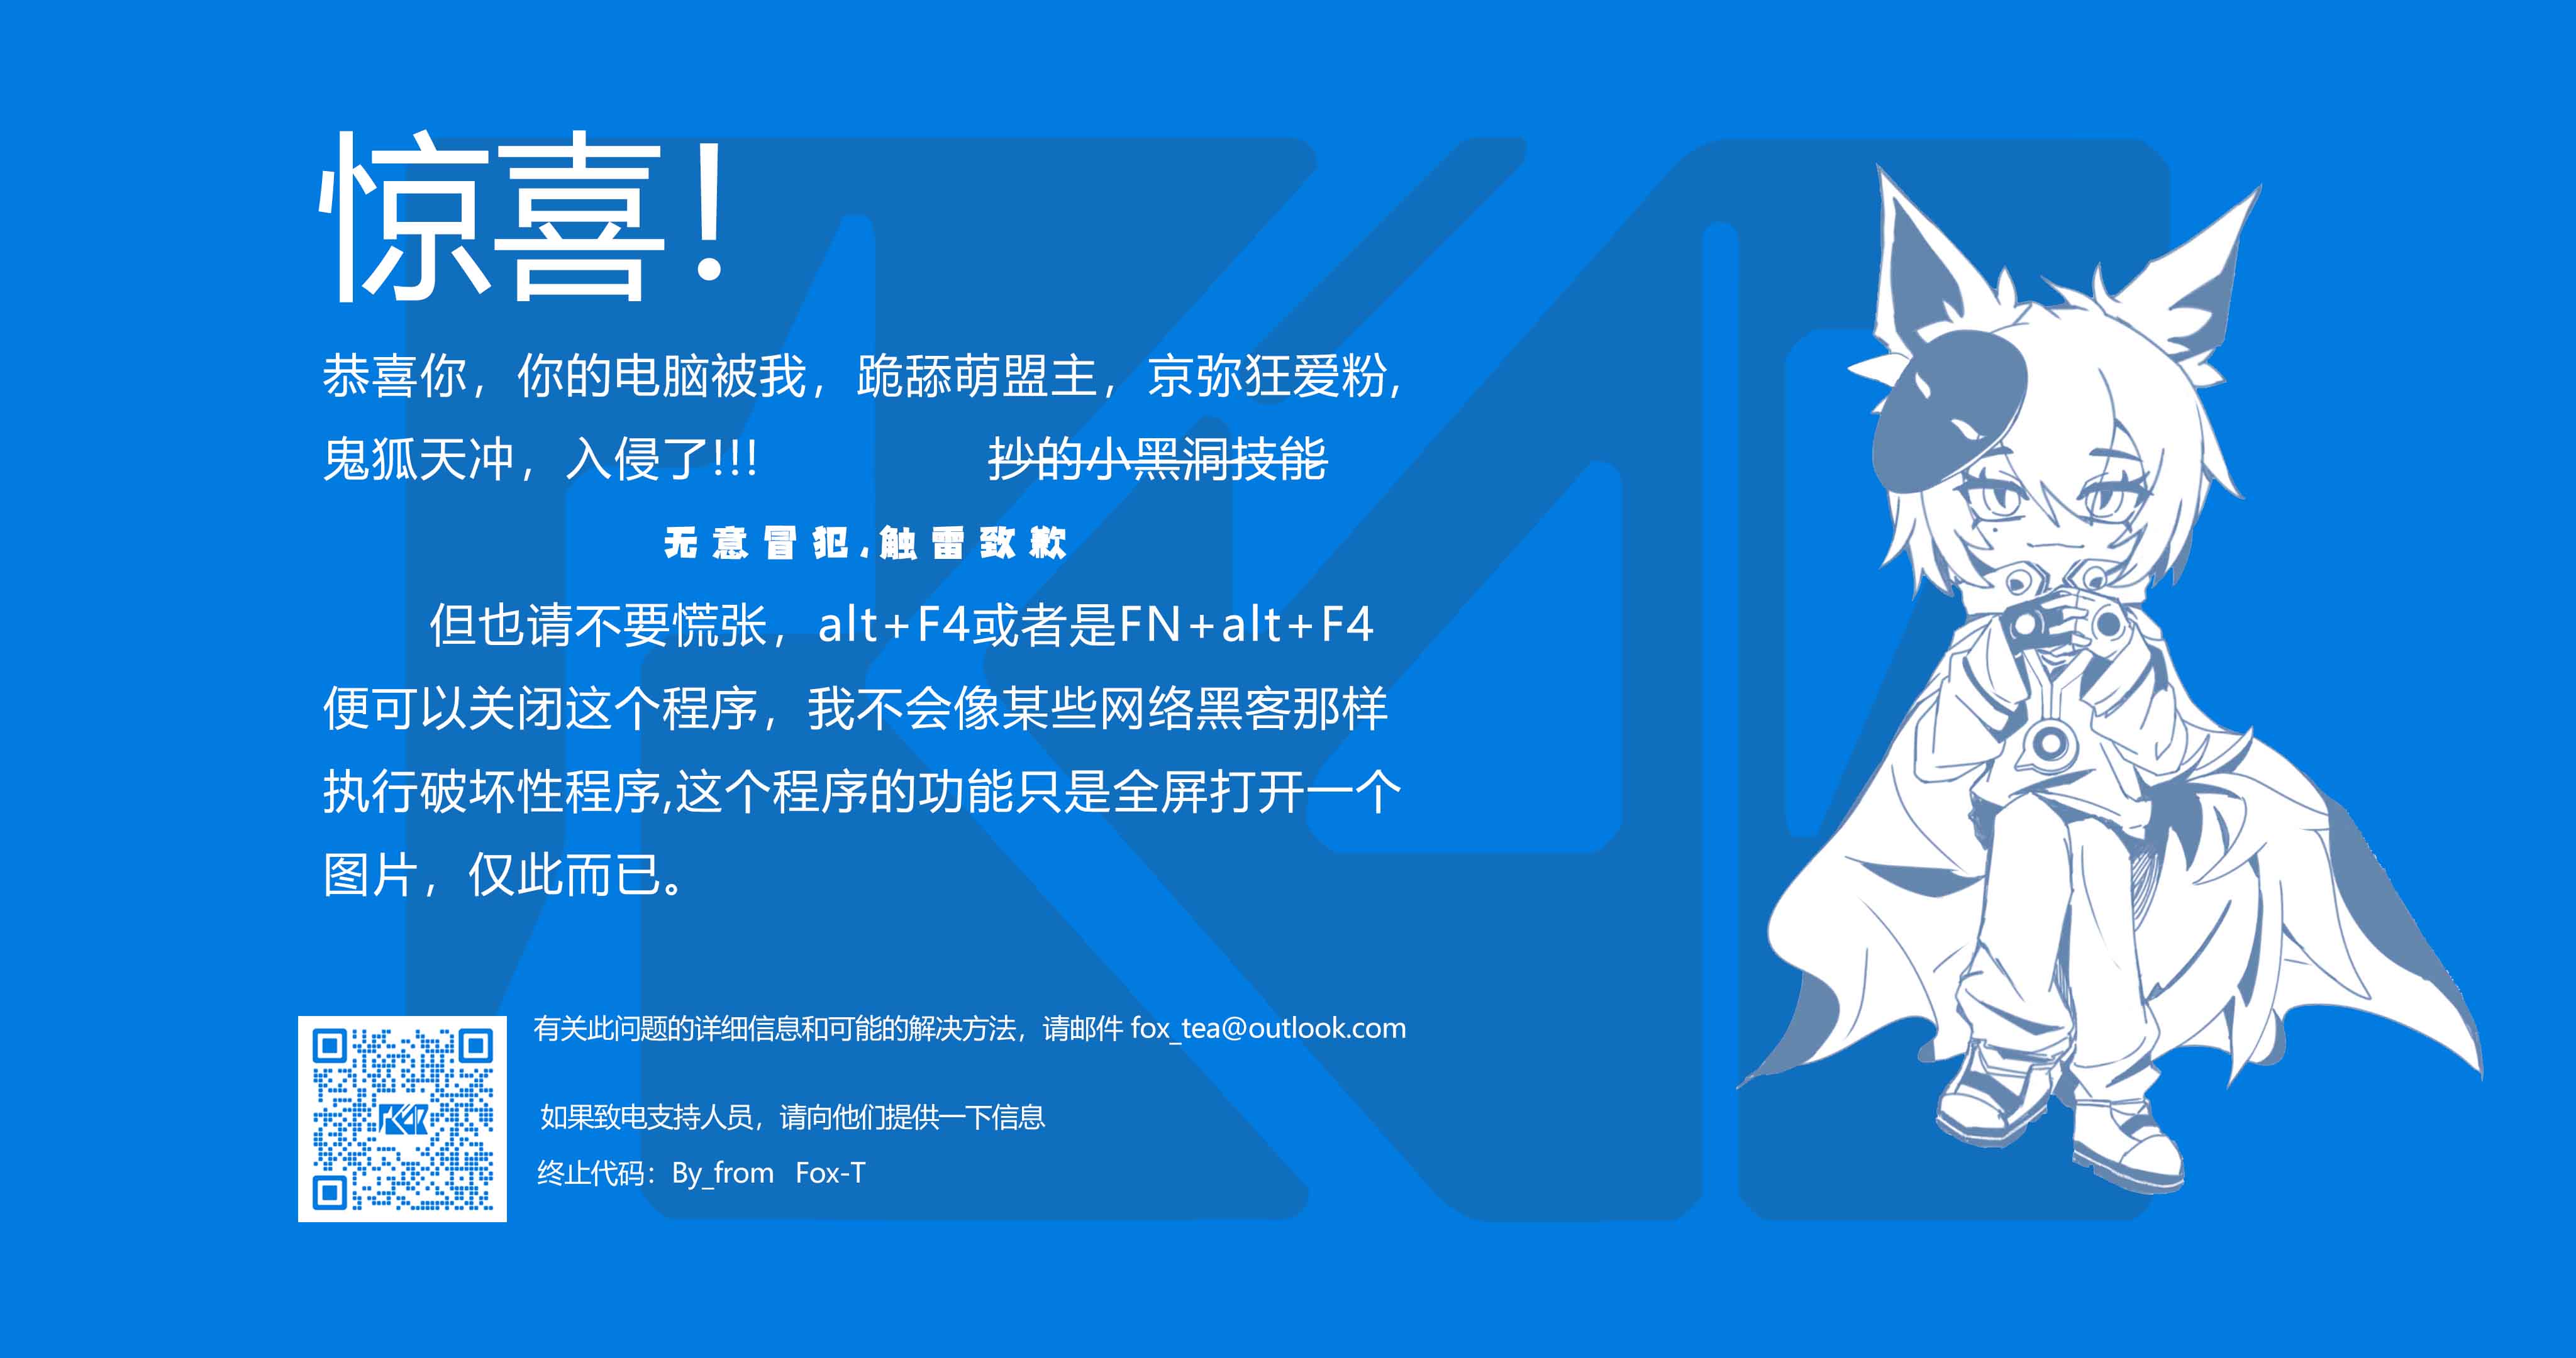 惊喜！
恭喜你，你的电脑被我，跪舔萌盟主，京弥狂爱粉，
鬼狐天冲，入侵了!!! 抄的小黑洞技能
无意冒犯,触雷致歉
但也请不要慌张，alt+F4或者是FN+alt+F4
便可以关闭这个程序，我不会像某些网络黑客那样
执行破坏性程序,这个程序的功能只是全屏打开一个
图片，仅此而已。
有关此问题的详细信息和可能的解决方法，请邮件 fox_tea@outlook.com
如果致电支持人员，请向他们提供一下信息
终止代码：By_from Fox-T